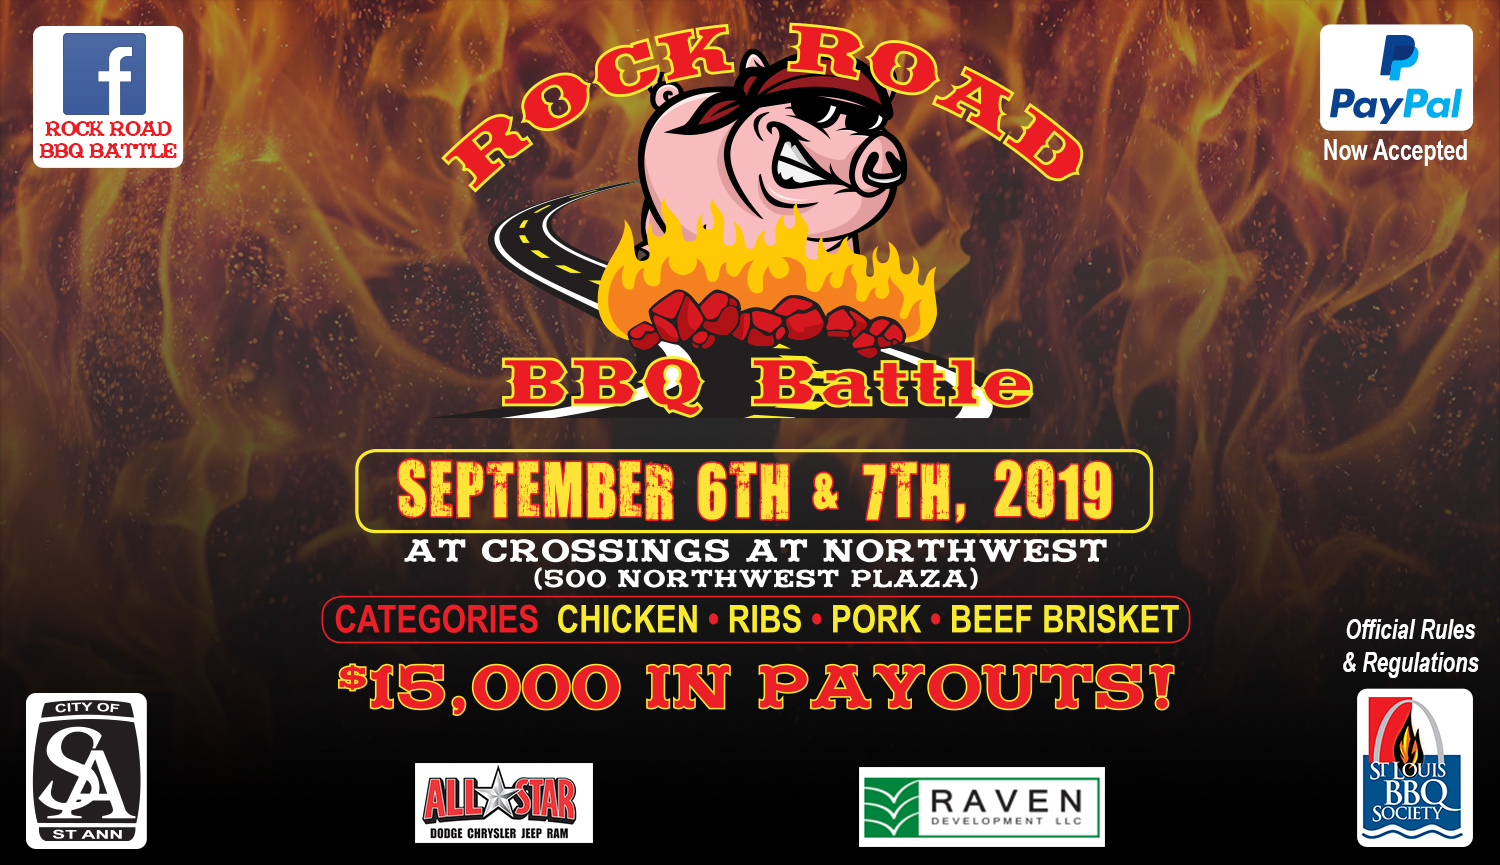 f
ROCK ROAD
BBQ BATTLE
ROCK ROAD
BBQ Battle
PayPal
Now Accepted
SEPTEMBER 6TH & 7TH, 2019
AT CROSSINGS AT NORTHWEST
(500 NORTHWEST PLAZA)
CATEGORIES CHICKEN • RIBS • PORK • BEEF BRISKET
$15,000 IN PAYOUTS!
Official Rules
& Regulations
CITY OF
SA
ST ANN
ALL STAR
DODGE CHRYSLER JEEP RAM
RAVEN
DEVELOPMENT LLC
ST LOUIS
BBQ
SOCIETY